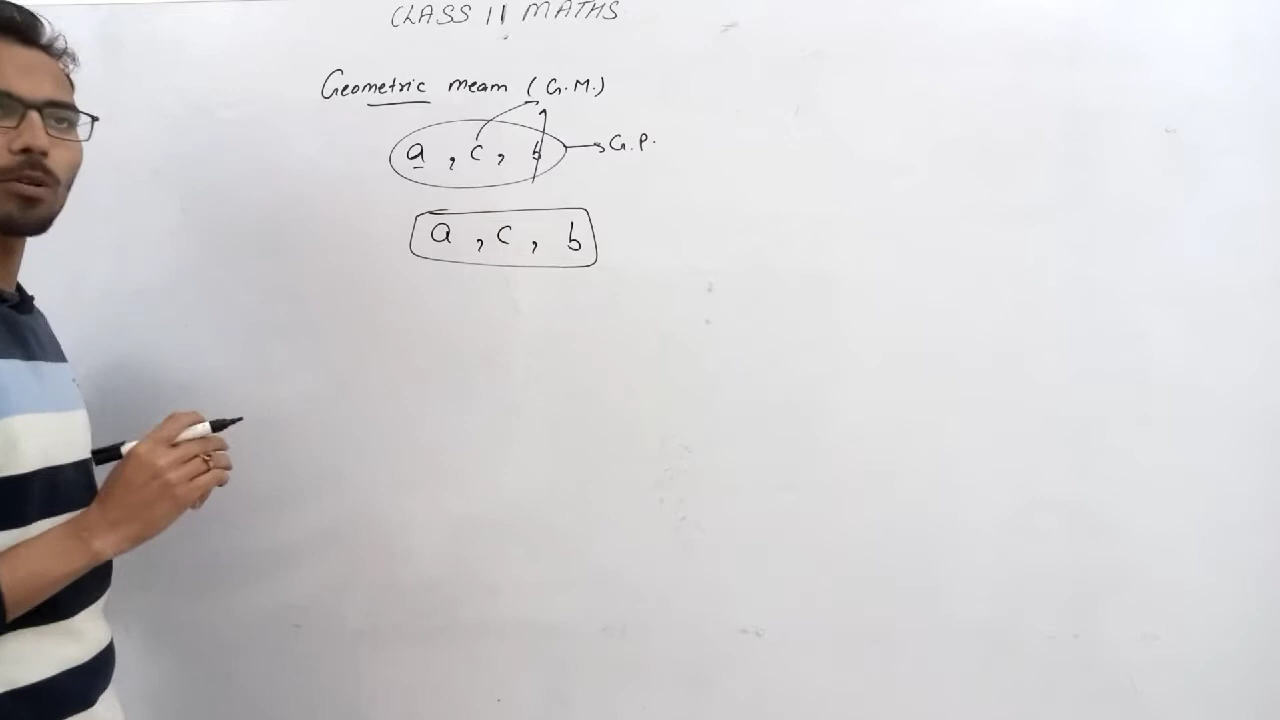 CLASS 11 MATHS
Geometric mean (G.M.)
a , c , b → G.P.
a , c , b